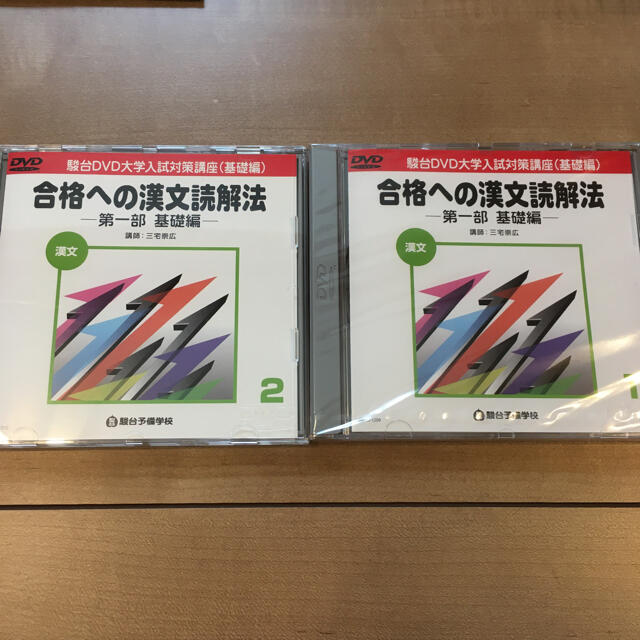 DVD
VIDEO
駿台DVD大学入試対策講座(基礎編)
合格への漢文読解法
第一部 基礎編
講師:三宅崇広
漢文
2
駿台予備学校
DVD
DVD
VIDEO
駿台DVD大学入試対策講座(基礎編)
合格への漢文読解法
第一部 基礎編
講師:三宅崇広
漢文
1
駿台予備学校